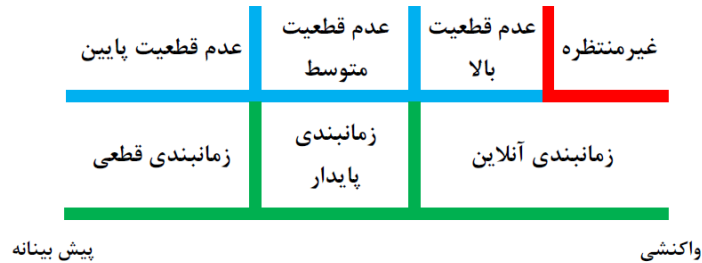 غیرمنتظره
عدم قطعیت
بالا
عدم قطعیت
متوسط
عدم قطعیت پایین
زمانبندی آنلاین
زمانبندی
پایدار
زمانبندی قطعی
واکنشی
پیش بینانه